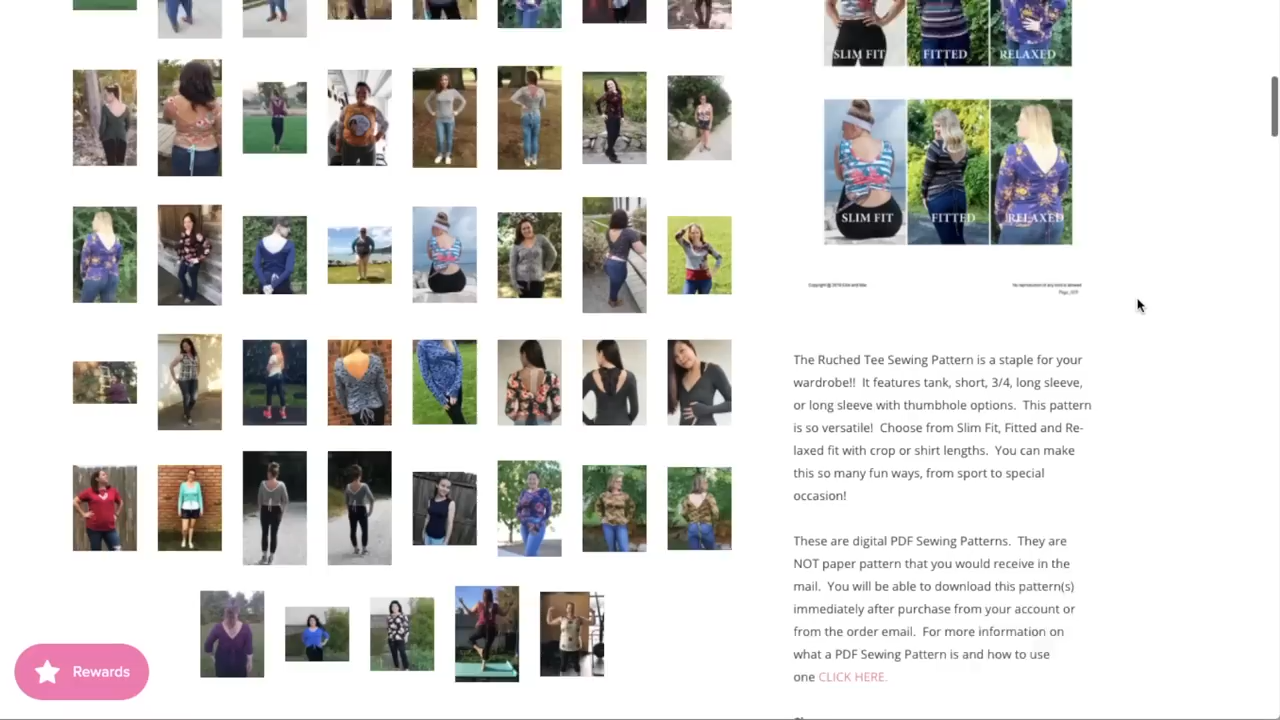 SLIM FIT
FITTED
RELAXED
SLIM FIT
FITTED
RELAXED
The Ruched Tee Sewing Pattern is a staple for your
wardrobe!!  It features tank, short, 3/4, long sleeve,
or long sleeve with thumbhole options.  This pattern
is so versatile!  Choose from Slim Fit, Fitted and Re-
laxed fit with crop or shirt lengths.  You can make
this so many fun ways, from sport to special
occasion!
These are digital PDF Sewing Patterns.  They are
NOT paper pattern that you would receive in the
mail.  You will be able to download this pattern(s)
immediately after purchase from your account or
from the order email.  For more information on
what a PDF Sewing Pattern is and how to use
one CLICK HERE.
Rewards